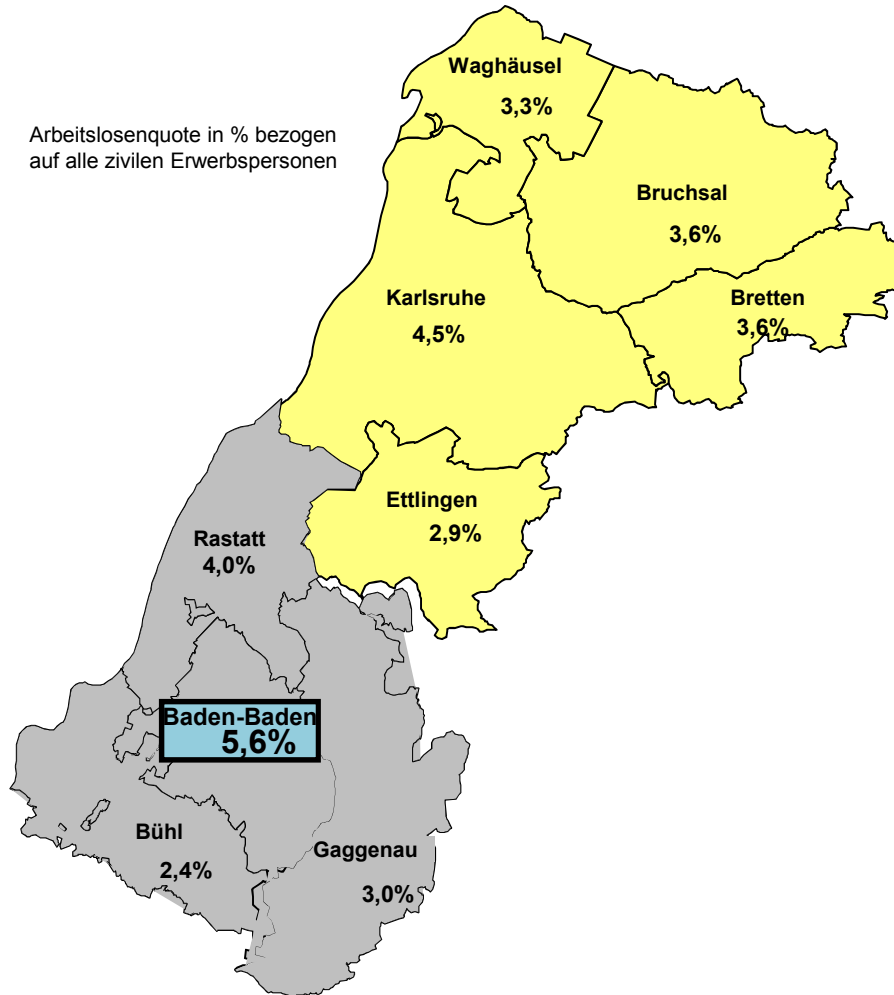 Arbeitslosenquote in % bezogen
auf alle zivilen Erwerbspersonen
Waghäusel
3,3%
Bruchsal
3,6%
Karlsruhe
4,5%
Bretten
3,6%
Ettlingen
2,9%
Rastatt
4,0%
Baden-Baden
5,6%
Bühl
2,4%
Gaggenau
3,0%